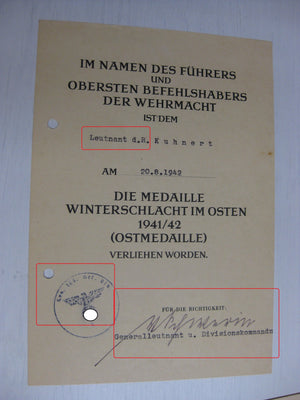 IM NAMEN DES FÜHRERS
UND
OBERSTEN BEFEHLSHABERS
DER WEHRMACHT
IST DEM
Leutnant d.R. Kuhnert
AM 20.8.1942
DIE MEDAILLE
WINTERSCHLACHT IM OSTEN
1941/42
(OSTMEDAILLE)
VERLIEHEN WORDEN.
FÜR DIE RICHTIGKEIT:
Generalleutnant u. Divisionskommandr